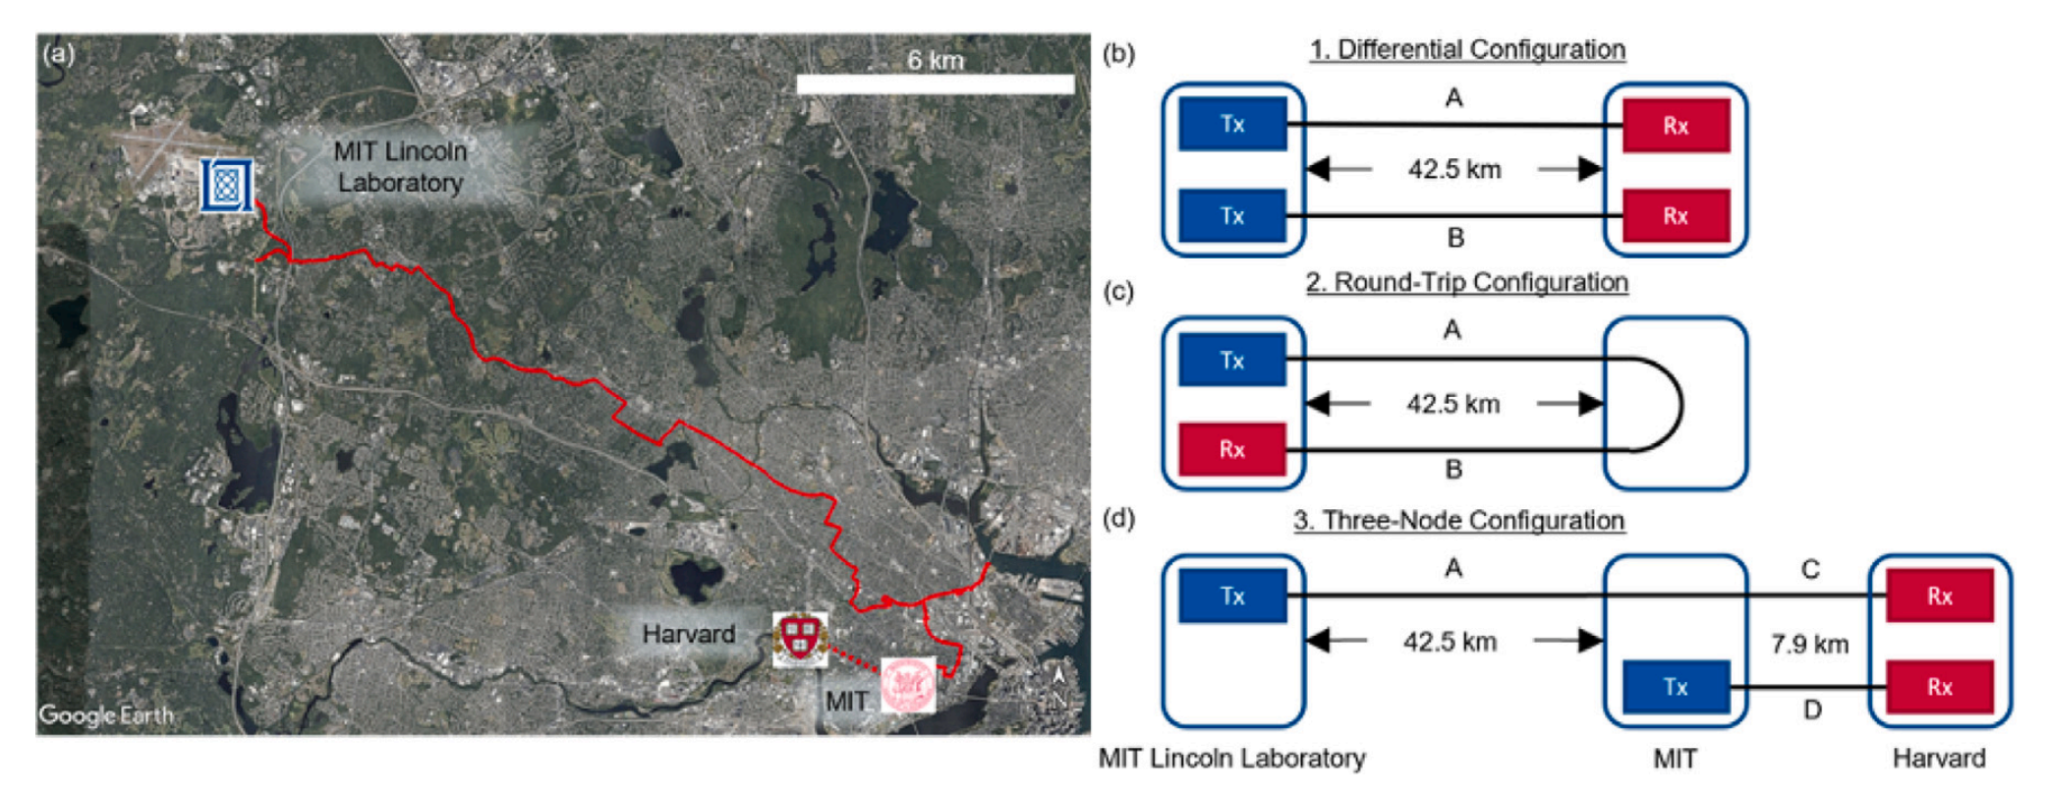 (a)
6 km
MIT Lincoln
Laboratory
Harvard
MIT
N
Google Earth
(b)
1. Differential Configuration
A
Tx
Rx
42.5 km
Tx
Rx
B
(c)
2. Round-Trip Configuration
A
Tx
42.5 km
Rx
B
(d)
3. Three-Node Configuration
A
C
Tx
Rx
42.5 km
7.9 km
Tx
Rx
D
MIT Lincoln Laboratory
MIT
Harvard